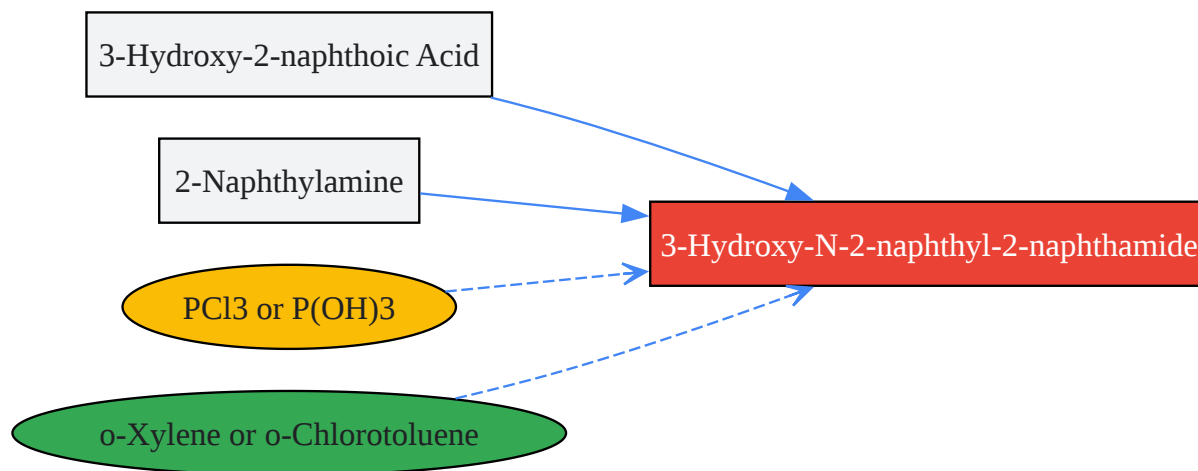 3-Hydroxy-2-naphthoic Acid
2-Naphthylamine
3-Hydroxy-N-2-naphthyl-2-naphthamide
PCl3 or P(OH)3
o-Xylene or o-Chlorotoluene